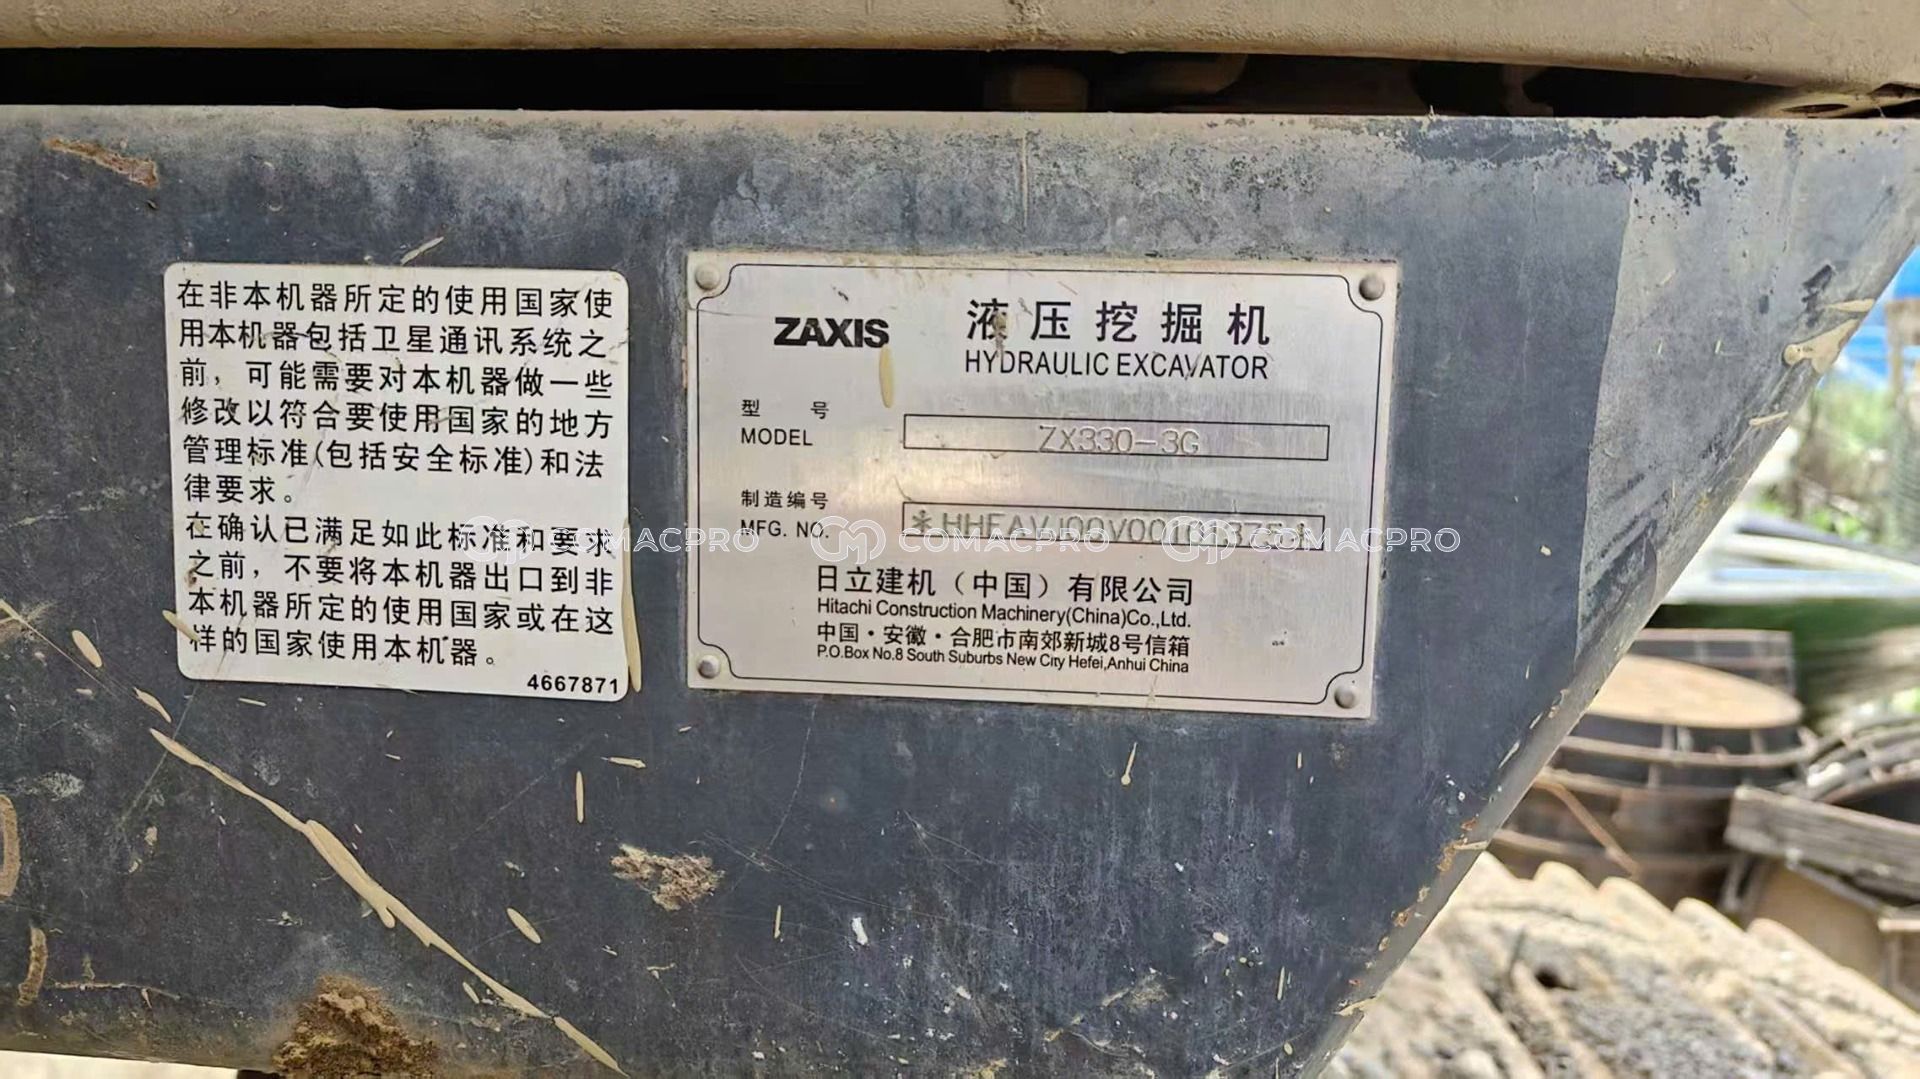 在非本机器所定的使用国家使
用本机器包括卫星通讯系统之
前，可能需要对本机器做一些
修改以符合要使用国家的地方
管理标准(包括安全标准)和法
律要求。
在确认已满足如此标准和要求
之前，不要将本机器出口到非
本机器所定的使用国家或在这
样的国家使用本机器。
4667871
ZAXIS
液压挖掘机
HYDRAULIC EXCAVATOR
型 号
MODEL
ZX330-3G
制造编号
MFG. NO.
COMACPRO COMACPRO COMACPRO
日立建机（中国）有限公司
Hitachi Construction Machinery(China)Co.,Ltd.
中国·安徽·合肥市南郊新城8号信箱
P.O.Box No.8 South Suburbs New City Hefei,Anhui China